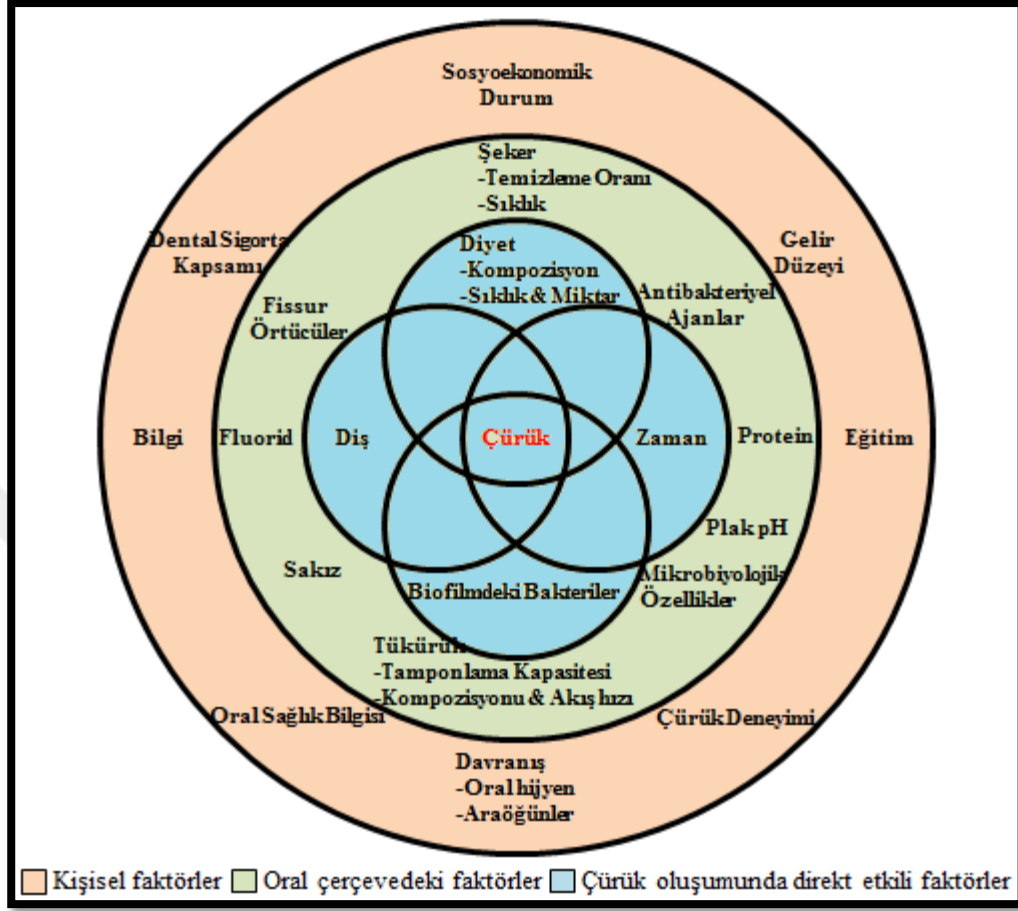 Sosyoekonomik
Durum
Şeker
-Temizleme Oranı
-Sıklık
Dental Sigorta
Kapsamı
Diyet
-Kompozisyon
-Sıklık & Miktar
Gelir
Düzeyi
Fissur
Örtücüler
Antibakteriyel
Ajanlar
Bilgi
Fluorid
Diş
Çürük
Zaman
Protein
Eğitim
Plak pH
Sakız
Biofilmdeki Bakteriler
Mikrobiyolojik
Özellikler
Tükürük
-Tamponlama Kapasitesi
-Kompozisyonu & Akış hızı
Oral Sağlık Bilgisi
Çürük Deneyimi
Davranış
-Oral hijyen
-Araöğünler
Kişisel faktörler
Oral çerçevedeki faktörler
Çürük oluşumunda direkt etkili faktörler